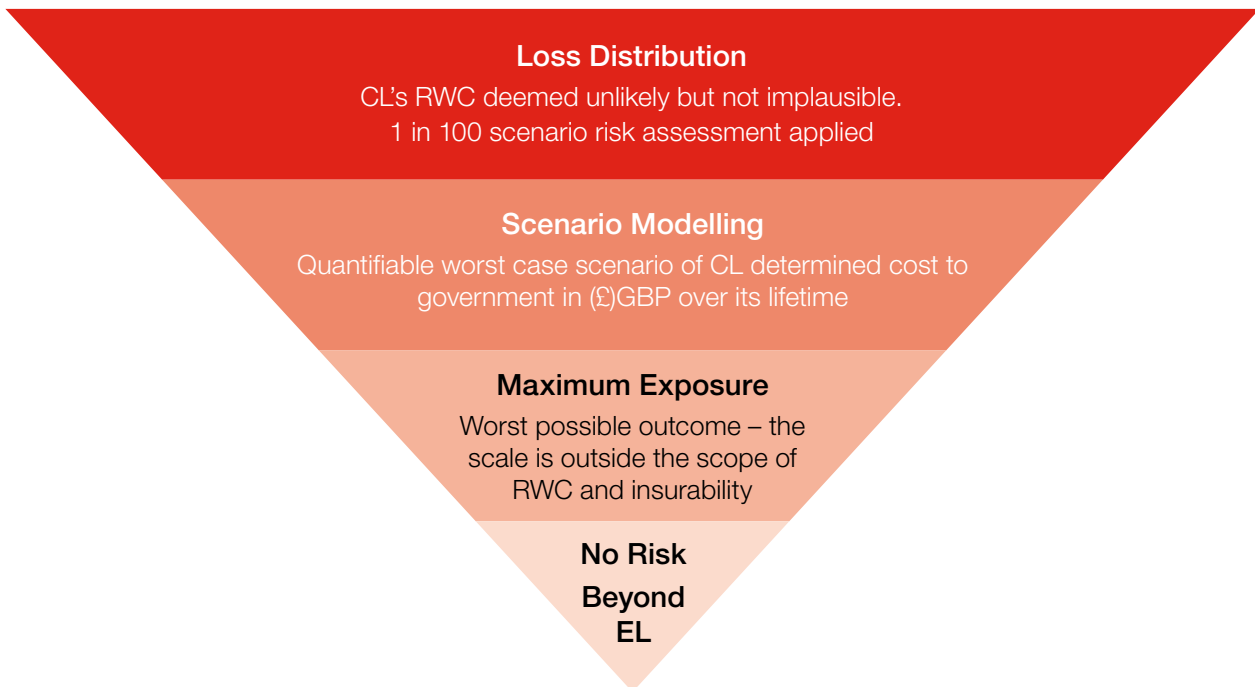 Loss Distribution
CL’s RWC deemed unlikely but not implausible.
1 in 100 scenario risk assessment applied
Scenario Modelling
Quantifiable worst case scenario of CL determined cost to
government in (£)GBP over its lifetime
Maximum Exposure
Worst possible outcome – the
scale is outside the scope of
RWC and insurability
No Risk
Beyond
EL